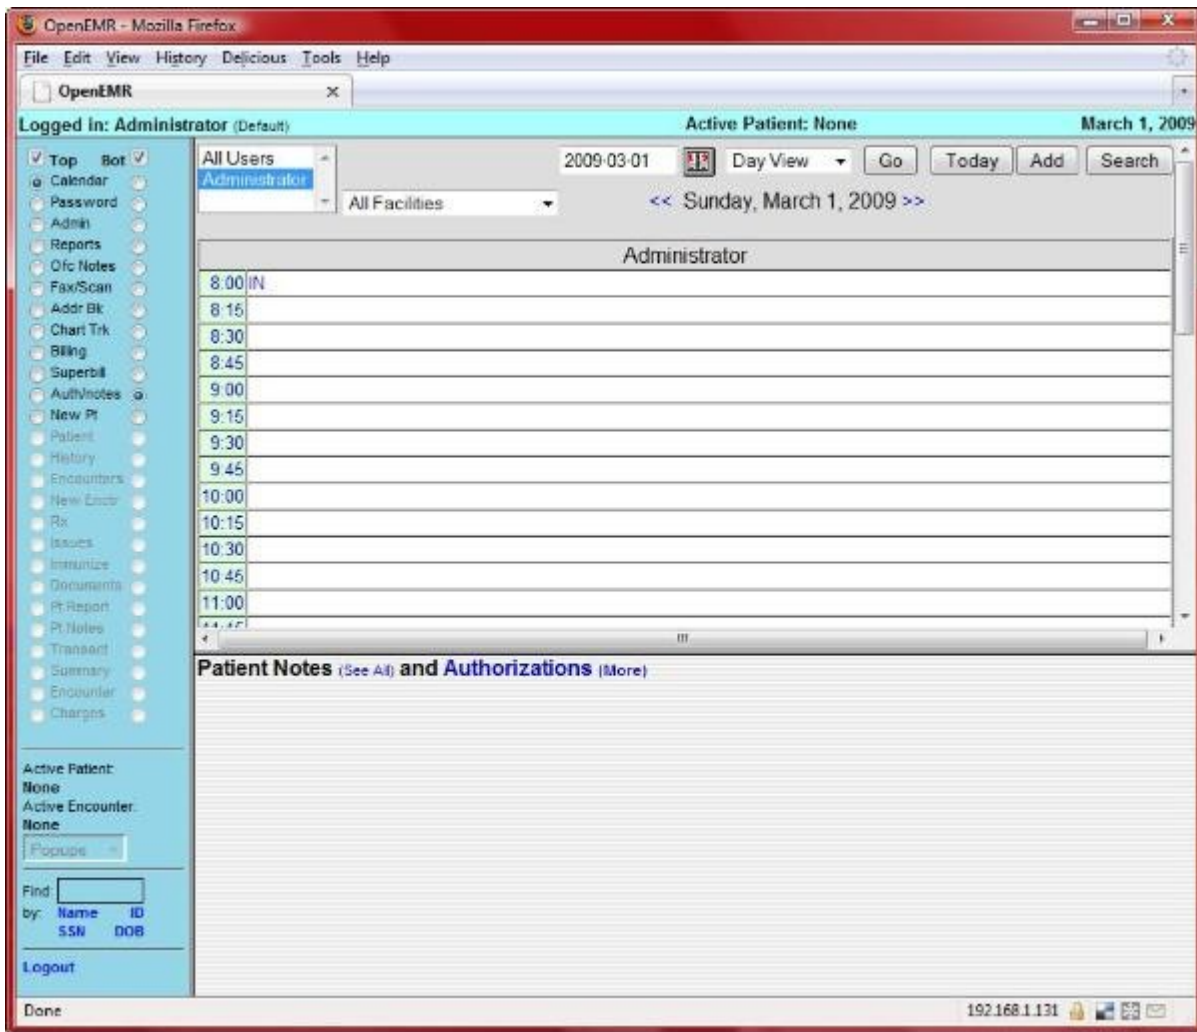 OpenEMR - Mozilla Firefox
File Edit View History Delicious Tools Help
OpenEMR
Logged in: Administrator (Default) Active Patient: None March 1, 2009
Top Bot
Calendar
Password
Admin
Reports
Ofc Notes
Fax/Scan
Addr Bk
Chart Trk
Billing
Superbill
Auth/notes
New Pt
Patient
History
Encounters
New Enctr
Rx
Issues
Immunize
Documents
Pt Report
Pt Notes
Transact
Summary
Encounter
Charges
Active Patient:
None
Active Encounter:
None
Popups
Find:
by: Name ID
SSN DOB
Logout
All Users
Administrator
All Facilities
2009-03-01 Day View Go Today Add Search
<< Sunday, March 1, 2009 >>
Administrator
8:00 IN
8:15
8:30
8:45
9:00
9:15
9:30
9:45
10:00
10:15
10:30
10:45
11:00
Patient Notes (See All) and Authorizations (More)
Done 192.168.1.131